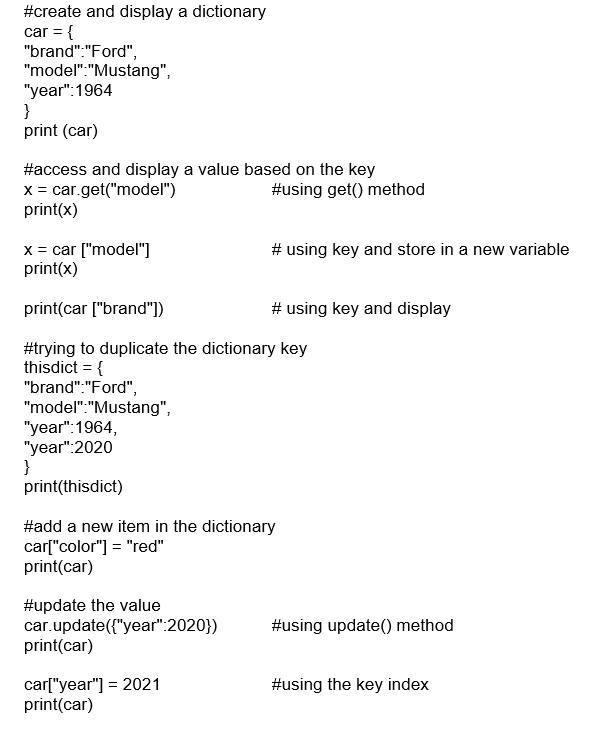 #create and display a dictionary
car = {
"brand":"Ford",
"model":"Mustang",
"year":1964
}
print (car)

#access and display a value based on the key
x = car.get("model") #using get() method
print(x)

x = car ["model"] # using key and store in a new variable
print(x)

print(car ["brand"]) # using key and display

#trying to duplicate the dictionary key
thisdict = {
"brand":"Ford",
"model":"Mustang",
"year":1964,
"year":2020
}
print(thisdict)

#add a new item in the dictionary
car["color"] = "red"
print(car)

#update the value
car.update({"year":2020}) #using update() method
print(car)

car["year"] = 2021 #using the key index
print(car)